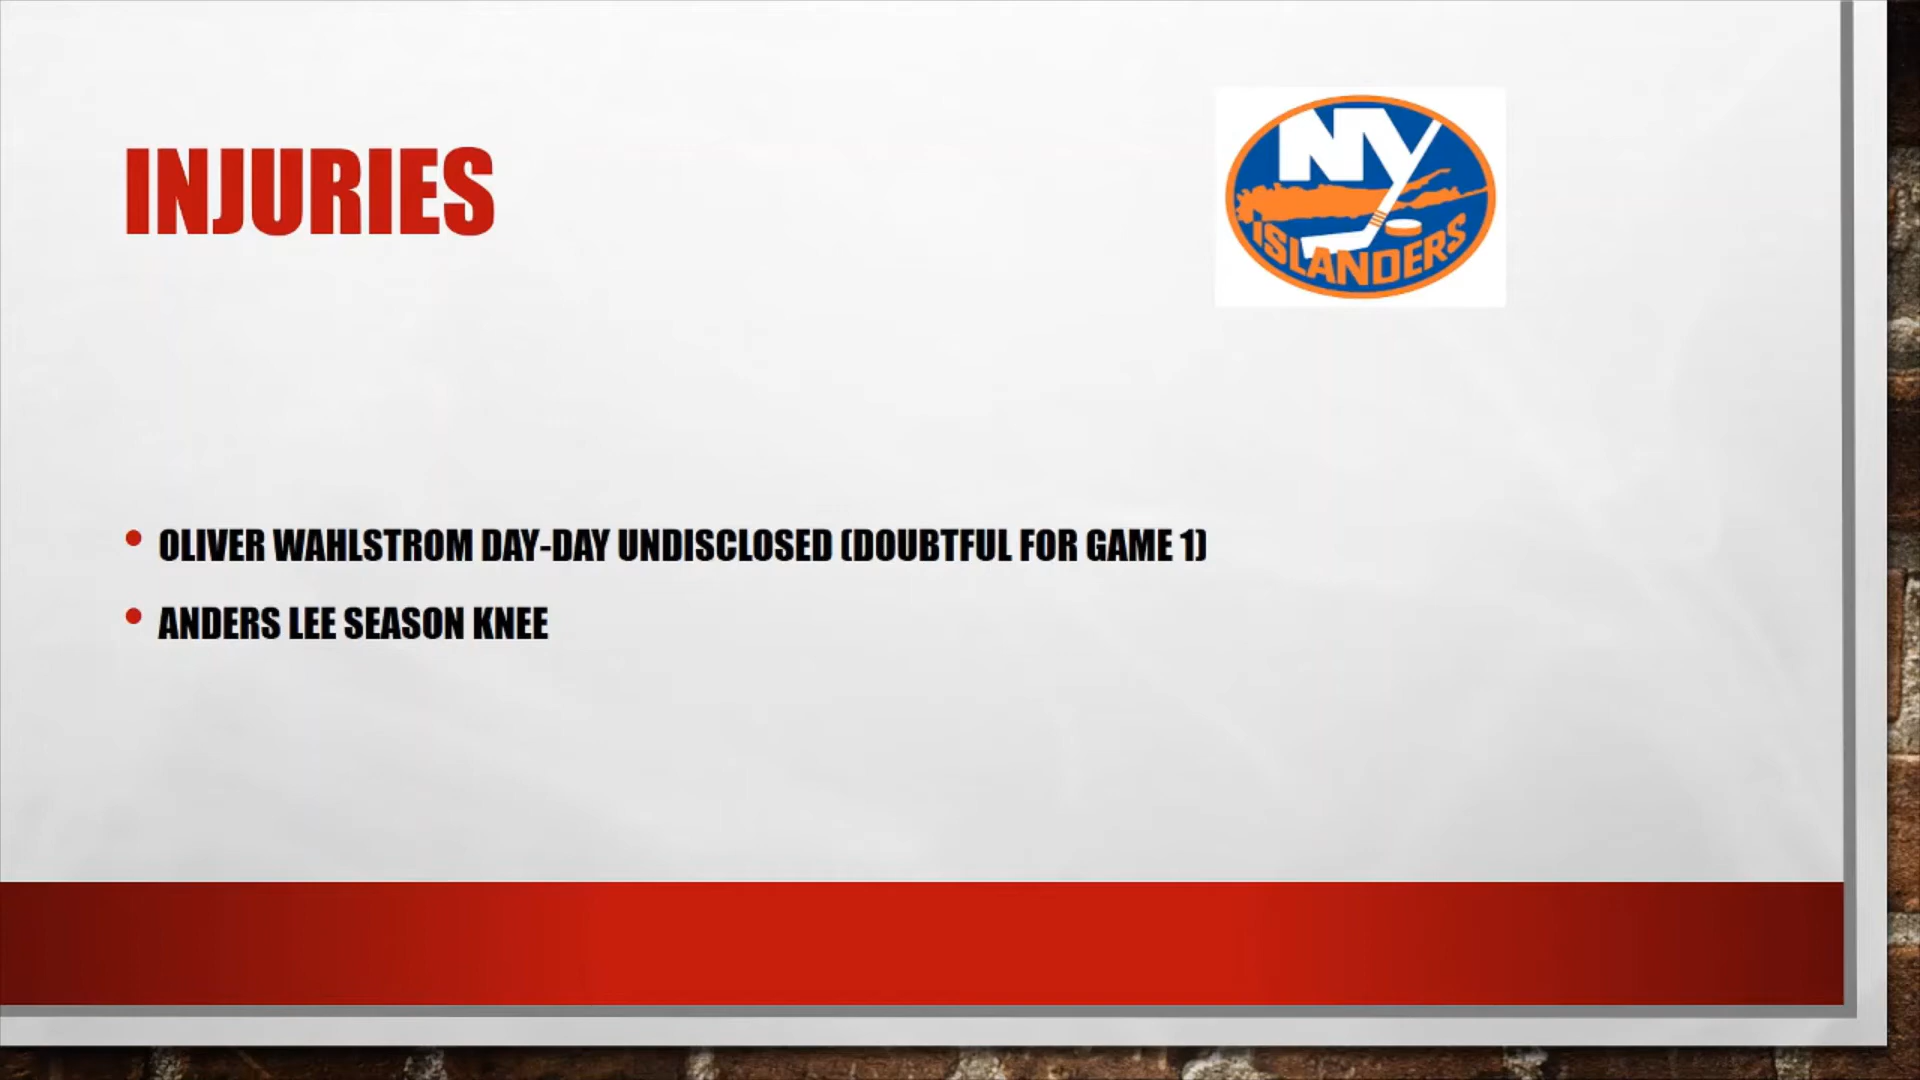 INJURIES
NY
ISLANDERS
OLIVER WAHLSTROM DAY-DAY UNDISCLOSED (DOUBTFUL FOR GAME 1)
ANDERS LEE SEASON KNEE